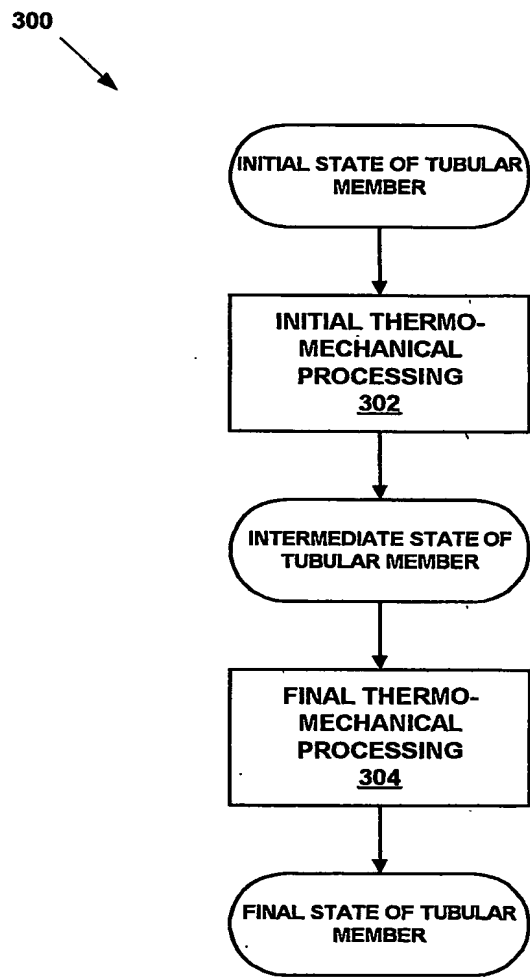 300
INITIAL STATE OF TUBULAR
MEMBER
INITIAL THERMO-
MECHANICAL
PROCESSING
302
INTERMEDIATE STATE OF
TUBULAR MEMBER
FINAL THERMO-
MECHANICAL
PROCESSING
304
FINAL STATE OF TUBULAR
MEMBER